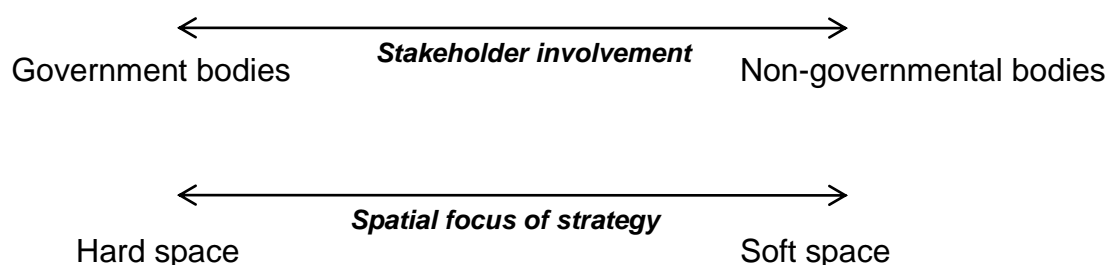 Stakeholder involvement
Government bodies Non-governmental bodies
Spatial focus of strategy
Hard space Soft space